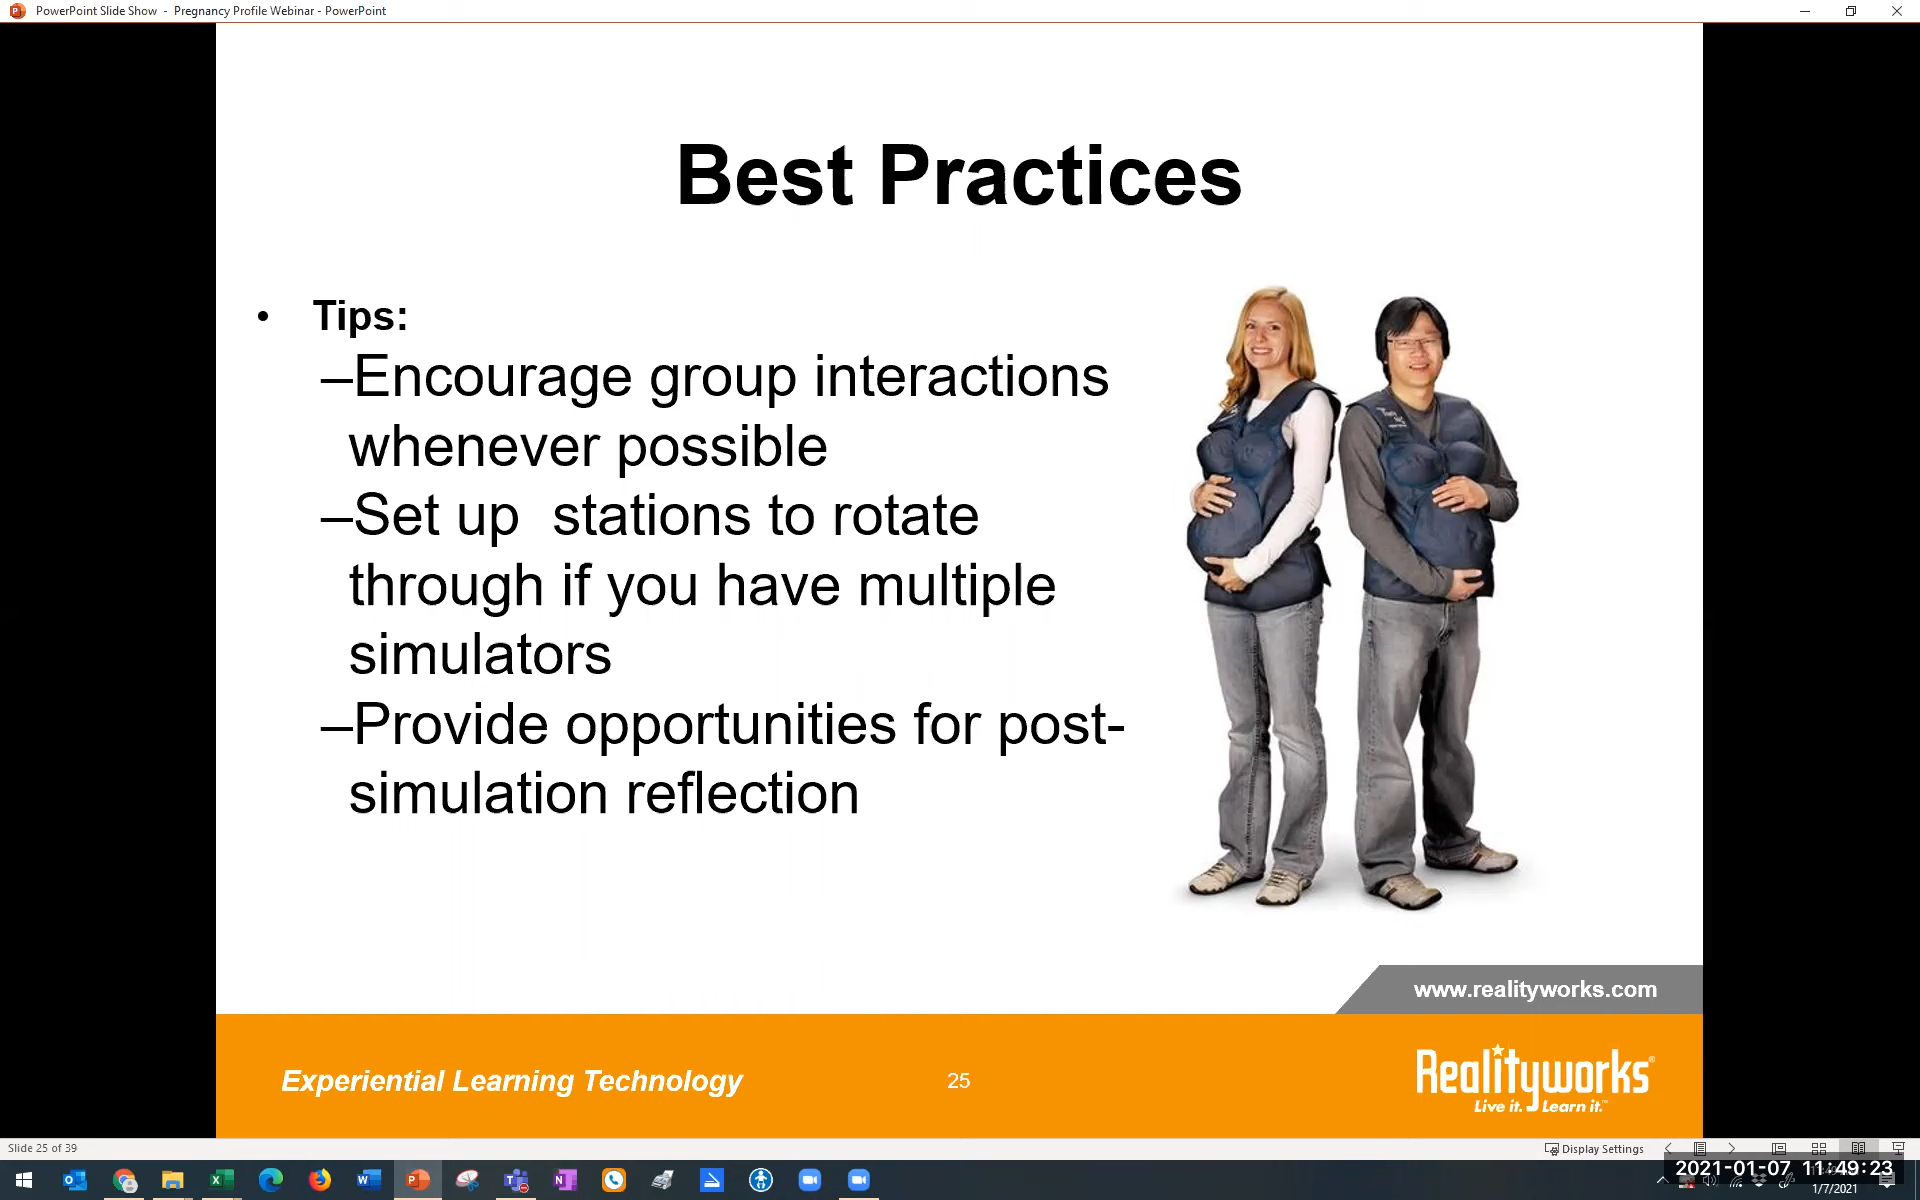 PowerPoint Slide Show - Pregnancy Profile Webinar - PowerPoint
Best Practices
• Tips:
–Encourage group interactions
whenever possible
–Set up  stations to rotate
through if you have multiple
simulators
–Provide opportunities for post-
simulation reflection
www.realityworks.com
Experiential Learning Technology
25
Realityworks®
Live it. Learn it.™
Slide 25 of 39
Display Settings
2021-01-07 11:49:23
1/7/2021